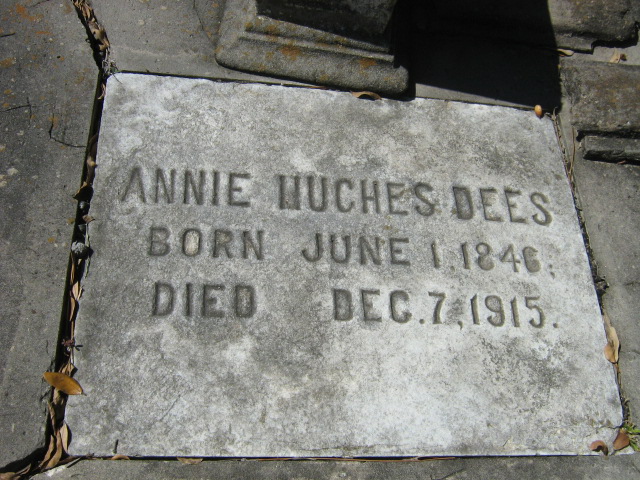 ANNIE HUGHES DEES
BORN JUNE 1, 1846;
DIED DEC. 7, 1915.